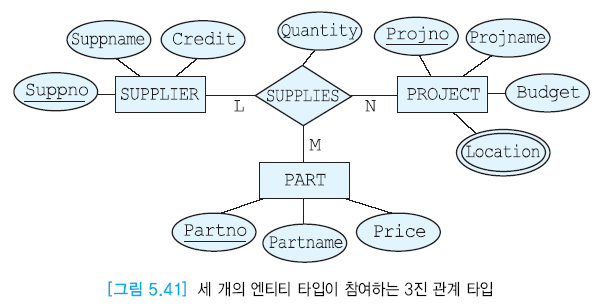 Suppname
Credit
Quantity
Projno
Projname
Suppno
SUPPLIER
L
SUPPLIES
N
PROJECT
Budget
M
Location
PART
Partno
Partname
Price
[그림 5.41] 세 개의 엔티티 타입이 참여하는 3진 관계 타입